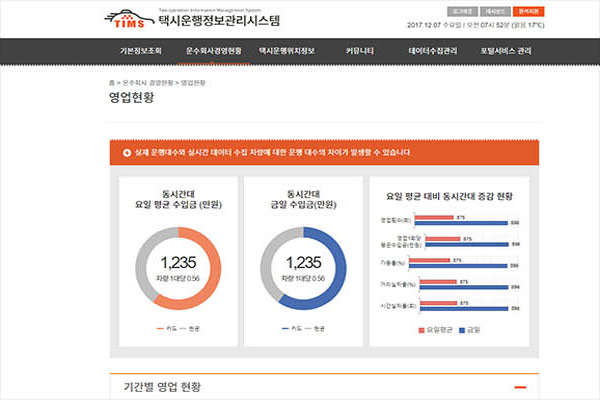 Taxi operation Information Management System
TIMS 택시운행정보관리시스템
로그아웃 대시보드 원격지원
2017.12.07 수요일 / 오전 07시 52분 (맑음 17℃)
기본정보조회 운수회사경영현황 택시운행위치정보 커뮤니티 데이터수집관리 포털서비스 관리
홈 > 운수회사 경영현황 > 영업현황
영업현황
실제 운행대수와 실시간 데이터 수집 차량에 대한 운행 대수의 차이가 발생할 수 있습니다.
동시간대
요일 평균 수입금 (만원)
1,235
차량 1대당 0.56
카드 현금
동시간대
금일 수입금(만원)
1,235
차량 1대당 0.56
카드 현금
요일 평균 대비 동시간대 증감 현황
영업횟수(회) 875 898
영업1회당
평균수입금(천원) 875 898
가동률(%) 875 898
거리실차율(%) 875 898
시간실차율(회) 875 898
요일평균 금일
기간별 영업 현황